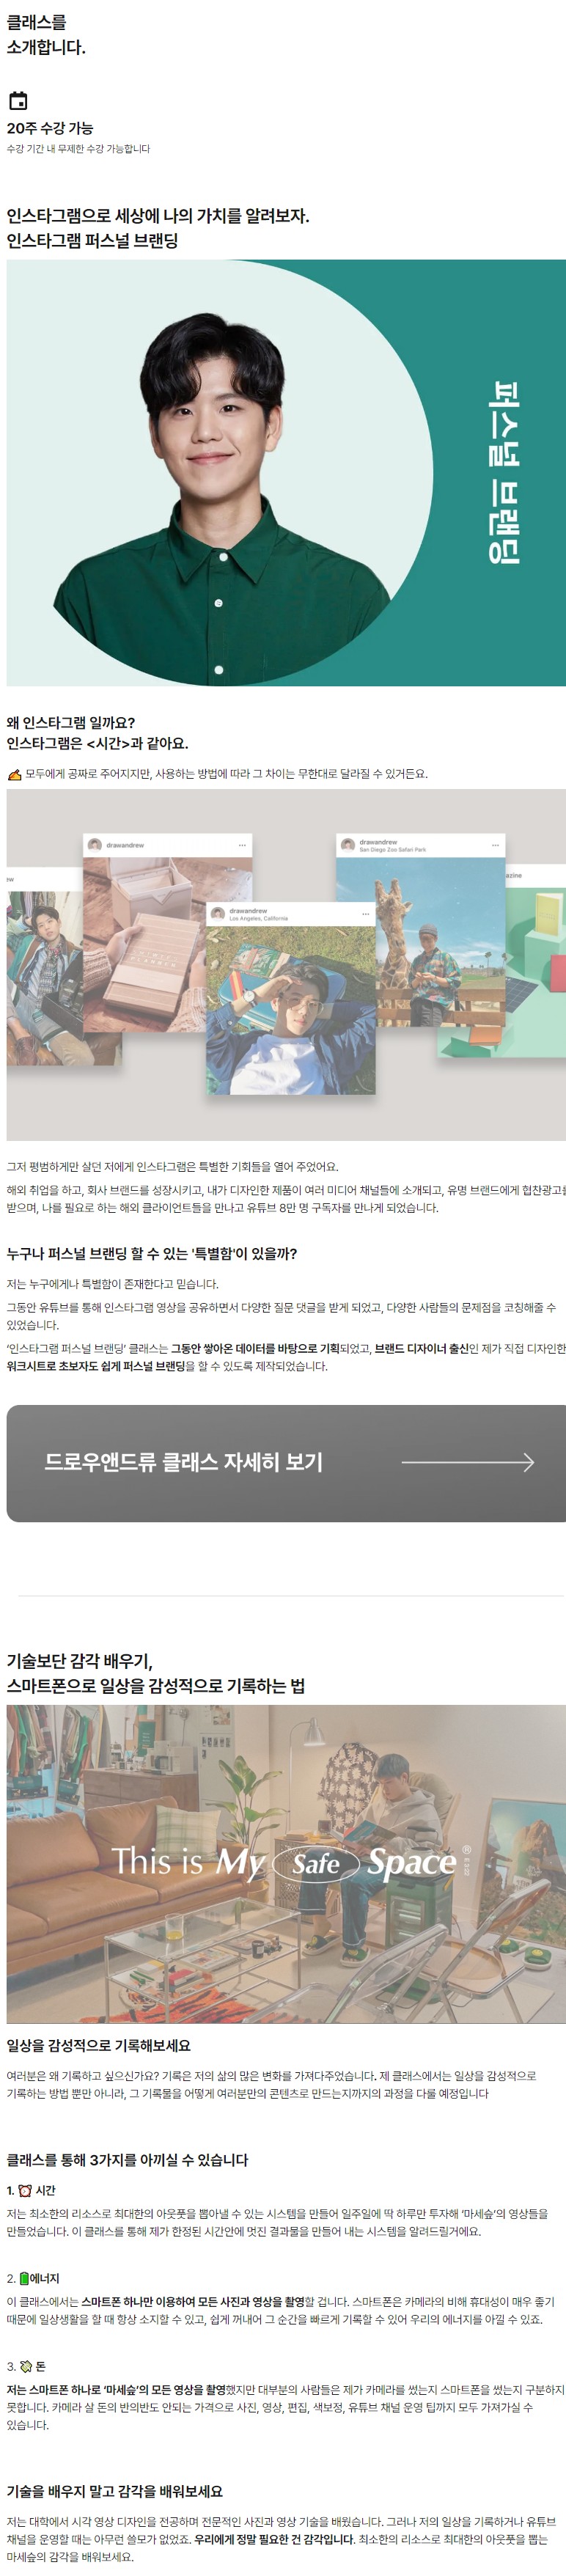 클래스를
소개합니다.
20주 수강 가능
수강 기간 내 무제한 수강 가능합니다
인스타그램으로 세상에 나의 가치를 알려보자.
인스타그램 퍼스널 브랜딩
퍼스널 브랜딩
왜 인스타그램 일까요?
인스타그램은 <시간>과 같아요.
✍️ 모두에게 공짜로 주어지지만, 사용하는 방법에 따라 그 차이는 무한대로 달라질 수 있거든요.
drawandrew
drawandrew
San Diego Zoo Safari Park
ew
azine
drawandrew
Los Angeles, California
그저 평범하게만 살던 저에게 인스타그램은 특별한 기회들을 열어 주었어요.
해외 취업을 하고, 회사 브랜드를 성장시키고, 내가 디자인한 제품이 여러 미디어 채널들에 소개되고, 유명 브랜드에게 협찬광고를
받으며, 나를 필요로 하는 해외 클라이언트들을 만나고 유튜브 8만 명 구독자를 만나게 되었습니다.
누구나 퍼스널 브랜딩 할 수 있는 '특별함'이 있을까?
저는 누구에게나 특별함이 존재한다고 믿습니다.
그동안 유튜브를 통해 인스타그램 영상을 공유하면서 다양한 질문 댓글을 받게 되었고, 다양한 사람들의 문제점을 코칭해줄 수
있었습니다.
‘인스타그램 퍼스널 브랜딩’ 클래스는 그동안 쌓아온 데이터를 바탕으로 기획되었고, 브랜드 디자이너 출신인 제가 직접 디자인한
워크시트로 초보자도 쉽게 퍼스널 브랜딩을 할 수 있도록 제작되었습니다.
드로우앤드류 클래스 자세히 보기
기술보단 감각 배우기,
스마트폰으로 일상을 감성적으로 기록하는 법
This is My Safe Space ®
일상을 감성적으로 기록해보세요
여러분은 왜 기록하고 싶으신가요? 기록은 저의 삶의 많은 변화를 가져다주었습니다. 제 클래스에서는 일상을 감성적으로
기록하는 방법 뿐만 아니라, 그 기록물을 어떻게 여러분만의 콘텐츠로 만드는지까지의 과정을 다룰 예정입니다
클래스를 통해 3가지를 아끼실 수 있습니다
1. ⏰ 시간
저는 최소한의 리소스로 최대한의 아웃풋을 뽑아낼 수 있는 시스템을 만들어 일주일에 딱 하루만 투자해 ‘마세슾’의 영상들을
만들었습니다. 이 클래스를 통해 제가 한정된 시간안에 멋진 결과물을 만들어 내는 시스템을 알려드릴거에요.
2. 🔋에너지
이 클래스에서는 스마트폰 하나만 이용하여 모든 사진과 영상을 촬영할 겁니다. 스마트폰은 카메라의 비해 휴대성이 매우 좋기
때문에 일상생활을 할 때 항상 소지할 수 있고, 쉽게 꺼내어 그 순간을 빠르게 기록할 수 있어 우리의 에너지를 아낄 수 있죠.
3. 💸 돈
저는 스마트폰 하나로 ‘마세슾’의 모든 영상을 촬영했지만 대부분의 사람들은 제가 카메라를 썼는지 스마트폰을 썼는지 구분하지
못합니다. 카메라 살 돈의 반의반도 안되는 가격으로 사진, 영상, 편집, 색보정, 유튜브 채널 운영 팁까지 모두 가져가실 수
있습니다.
기술을 배우지 말고 감각을 배워보세요
저는 대학에서 시각 영상 디자인을 전공하며 전문적인 사진과 영상 기술을 배웠습니다. 그러나 저의 일상을 기록하거나 유튜브
채널을 운영할 때는 아무런 쓸모가 없었죠. 우리에게 정말 필요한 건 감각입니다. 최소한의 리소스로 최대한의 아웃풋을 뽑는
마세슾의 감각을 배워보세요.